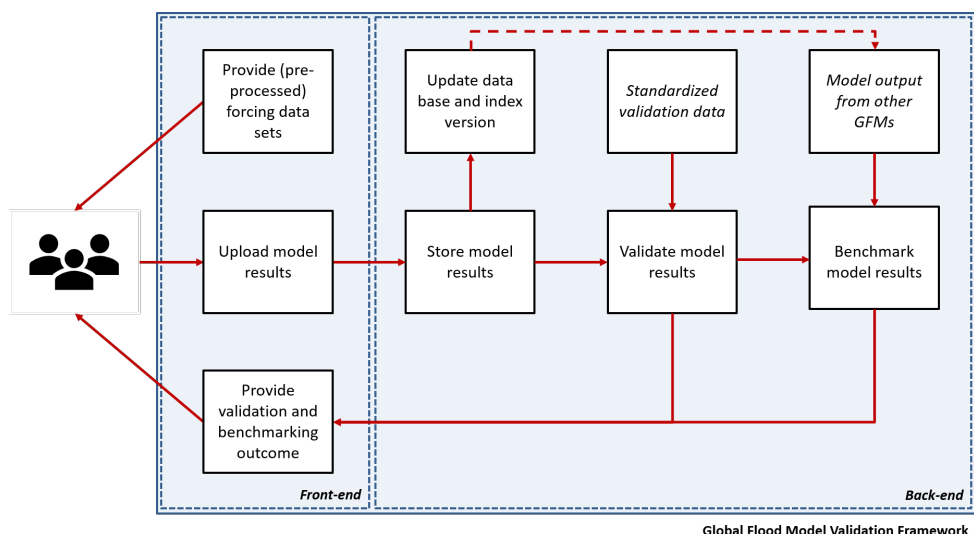 Provide (pre-
processed)
forcing data
sets
Update data
base and index
version
Standardized
validation data
Model output
from other
GFMs
Upload model
results
Store model
results
Validate model
results
Benchmark
model results
Provide
validation and
benchmarking
outcome
Front-end
Back-end
Global Flood Model Validation Framework